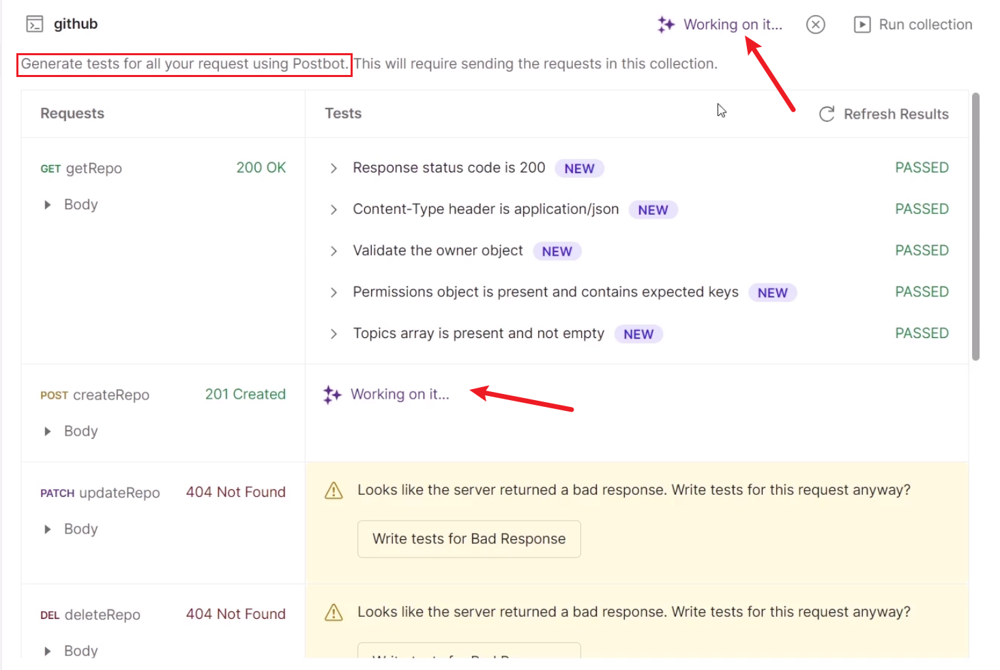 github
Working on it...
Run collection
Generate tests for all your request using Postbot. This will require sending the requests in this collection.
Requests
Tests
Refresh Results
GET getRepo
200 OK
Response status code is 200 NEW
PASSED
Body
Content-Type header is application/json NEW
PASSED
Validate the owner object NEW
PASSED
Permissions object is present and contains expected keys NEW
PASSED
Topics array is present and not empty NEW
PASSED
POST createRepo
201 Created
Working on it...
Body
PATCH updateRepo
404 Not Found
Looks like the server returned a bad response. Write tests for this request anyway?
Body
Write tests for Bad Response
DEL deleteRepo
404 Not Found
Looks like the server returned a bad response. Write tests for this request anyway?
Body